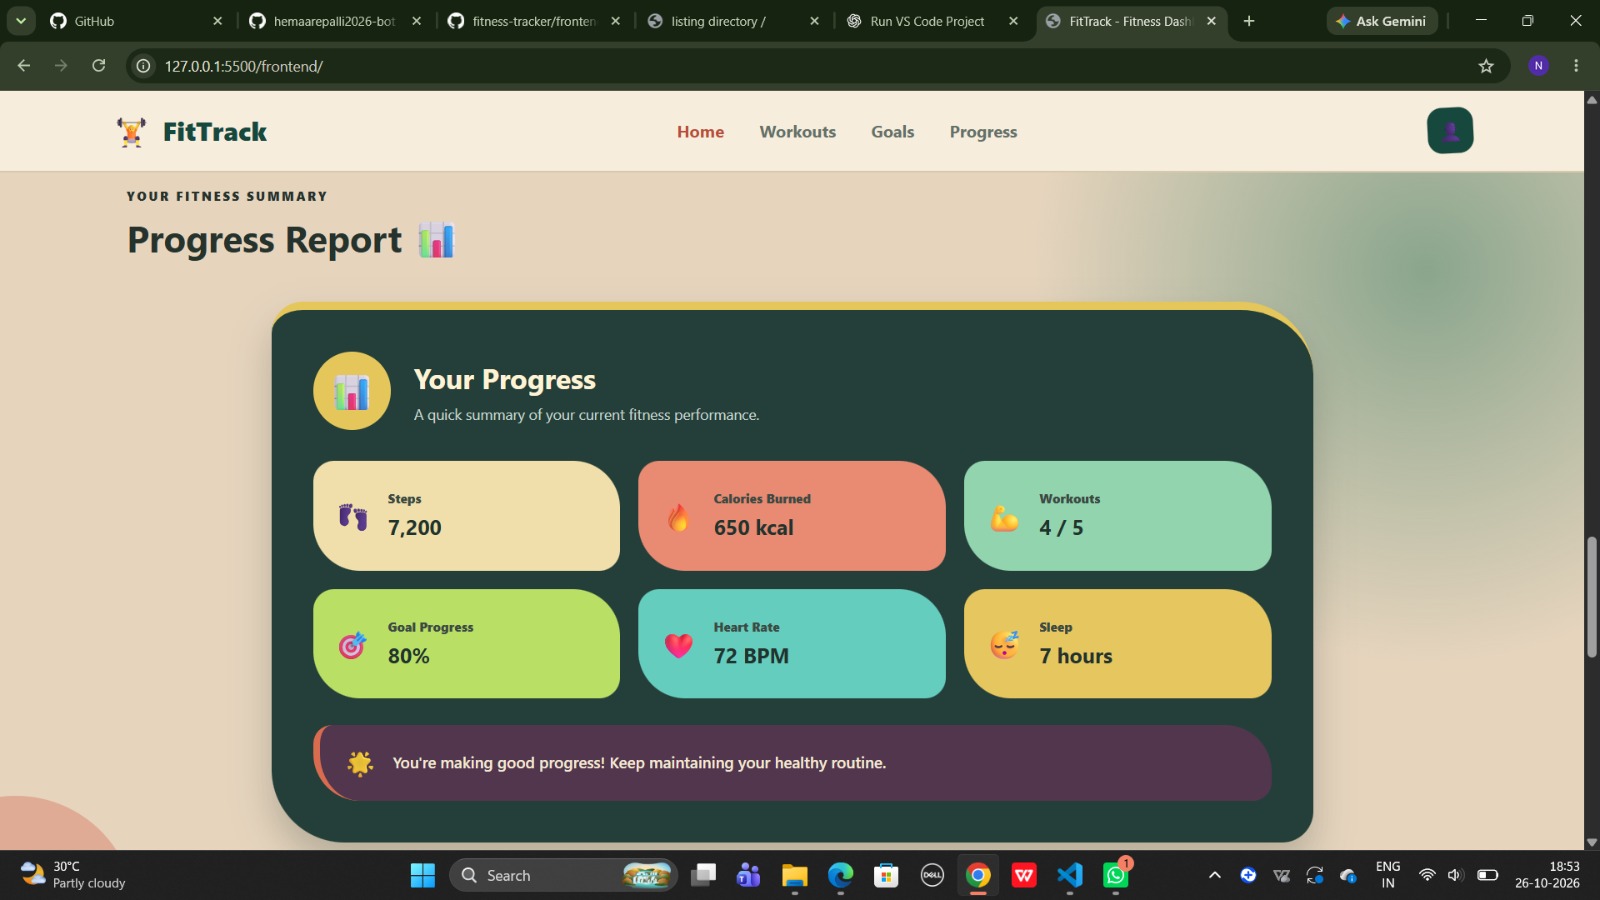 GitHub
hemaarepalli2026-bot
fitness-tracker/fronten
listing directory /
Run VS Code Project
FitTrack - Fitness Dash
Ask Gemini
127.0.0.1:5500/frontend/
N
FitTrack
Home
Workouts
Goals
Progress
YOUR FITNESS SUMMARY
Progress Report
Your Progress
A quick summary of your current fitness performance.
Steps
7,200
Calories Burned
650 kcal
Workouts
4 / 5
Goal Progress
80%
Heart Rate
72 BPM
Sleep
7 hours
You're making good progress! Keep maintaining your healthy routine.
30°C
Partly cloudy
Search
DELL
W
1
ENG
IN
18:53
26-10-2026